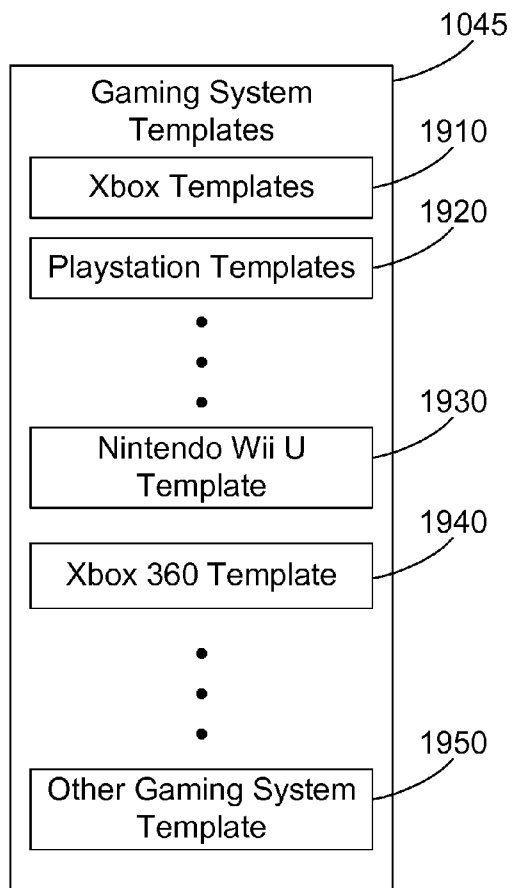 1045
Gaming System
Templates
1910
Xbox Templates
1920
Playstation Templates
1930
Nintendo Wii U
Template
1940
Xbox 360 Template
1950
Other Gaming System
Template